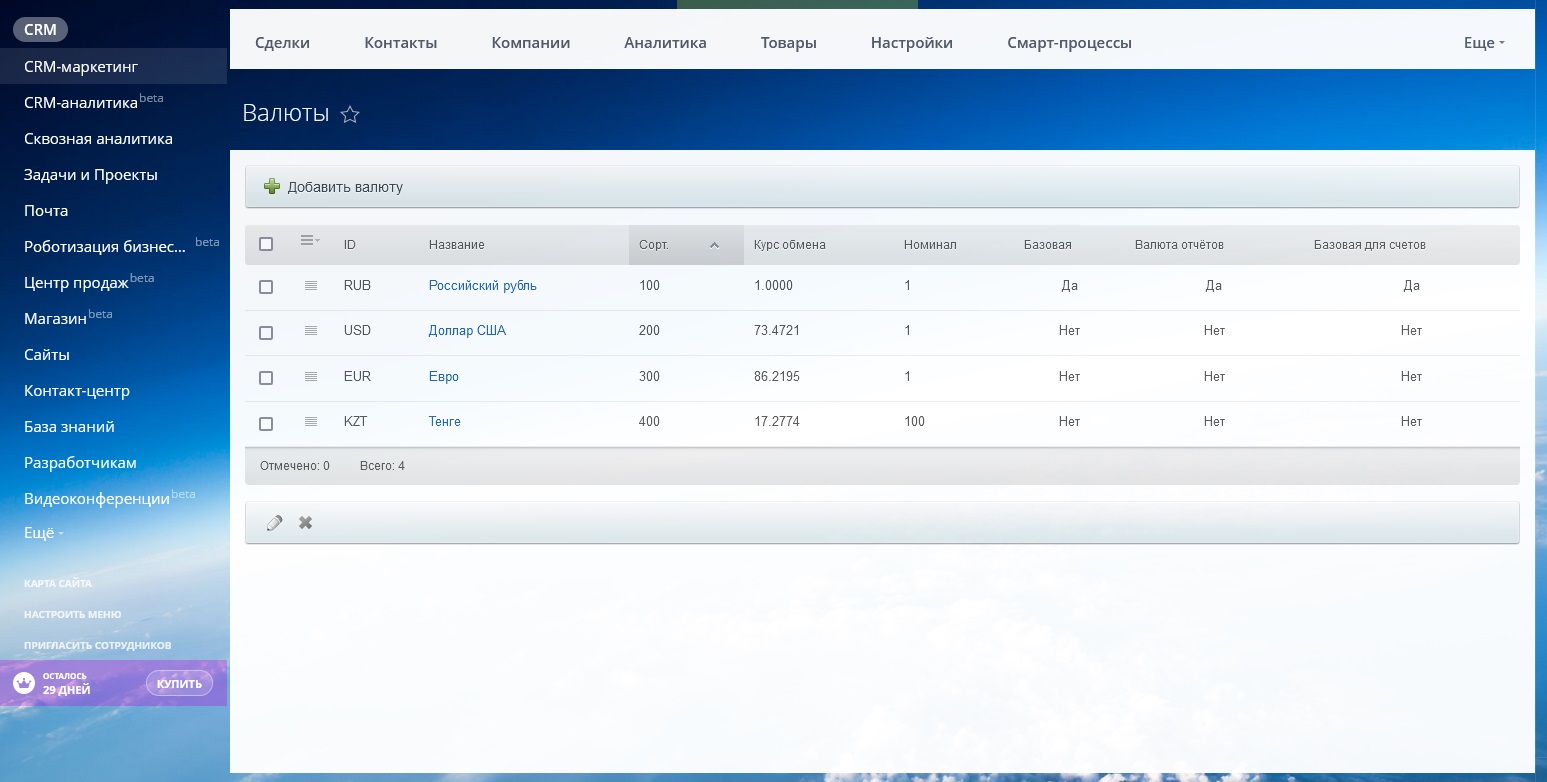 CRM
CRM-маркетинг
CRM-аналитика beta
Сквозная аналитика
Задачи и Проекты
Почта
Роботизация бизнес... beta
Центр продаж beta
Магазин beta
Сайты
Контакт-центр
База знаний
Разработчикам
Видеоконференции beta
Ещё
КАРТА САЙТА
НАСТРОИТЬ МЕНЮ
ПРИГЛАСИТЬ СОТРУДНИКОВ
ОСТАЛОСЬ
29 ДНЕЙ
КУПИТЬ
Сделки Контакты Компании Аналитика Товары Настройки Смарт-процессы Еще
Валюты
Добавить валюту
ID Название Сорт. Курс обмена Номинал Базовая Валюта отчётов Базовая для счетов
RUB Российский рубль 100 1.0000 1 Да Да Да
USD Доллар США 200 73.4721 1 Нет Нет Нет
EUR Евро 300 86.2195 1 Нет Нет Нет
KZT Тенге 400 17.2774 100 Нет Нет Нет
Отмечено: 0 Всего: 4